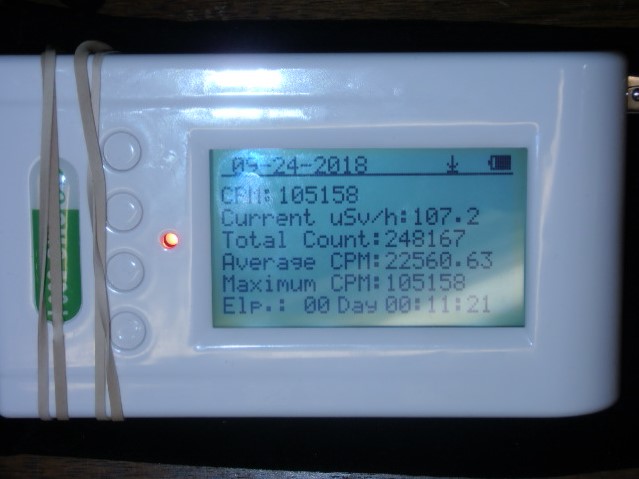 09-24-2018
CPM: 105158
Current uSv/h:107.2
Total Count:248167
Average CPM:22560.63
Maximum CPM:105158
Elp.: 00 Day 00:11:21